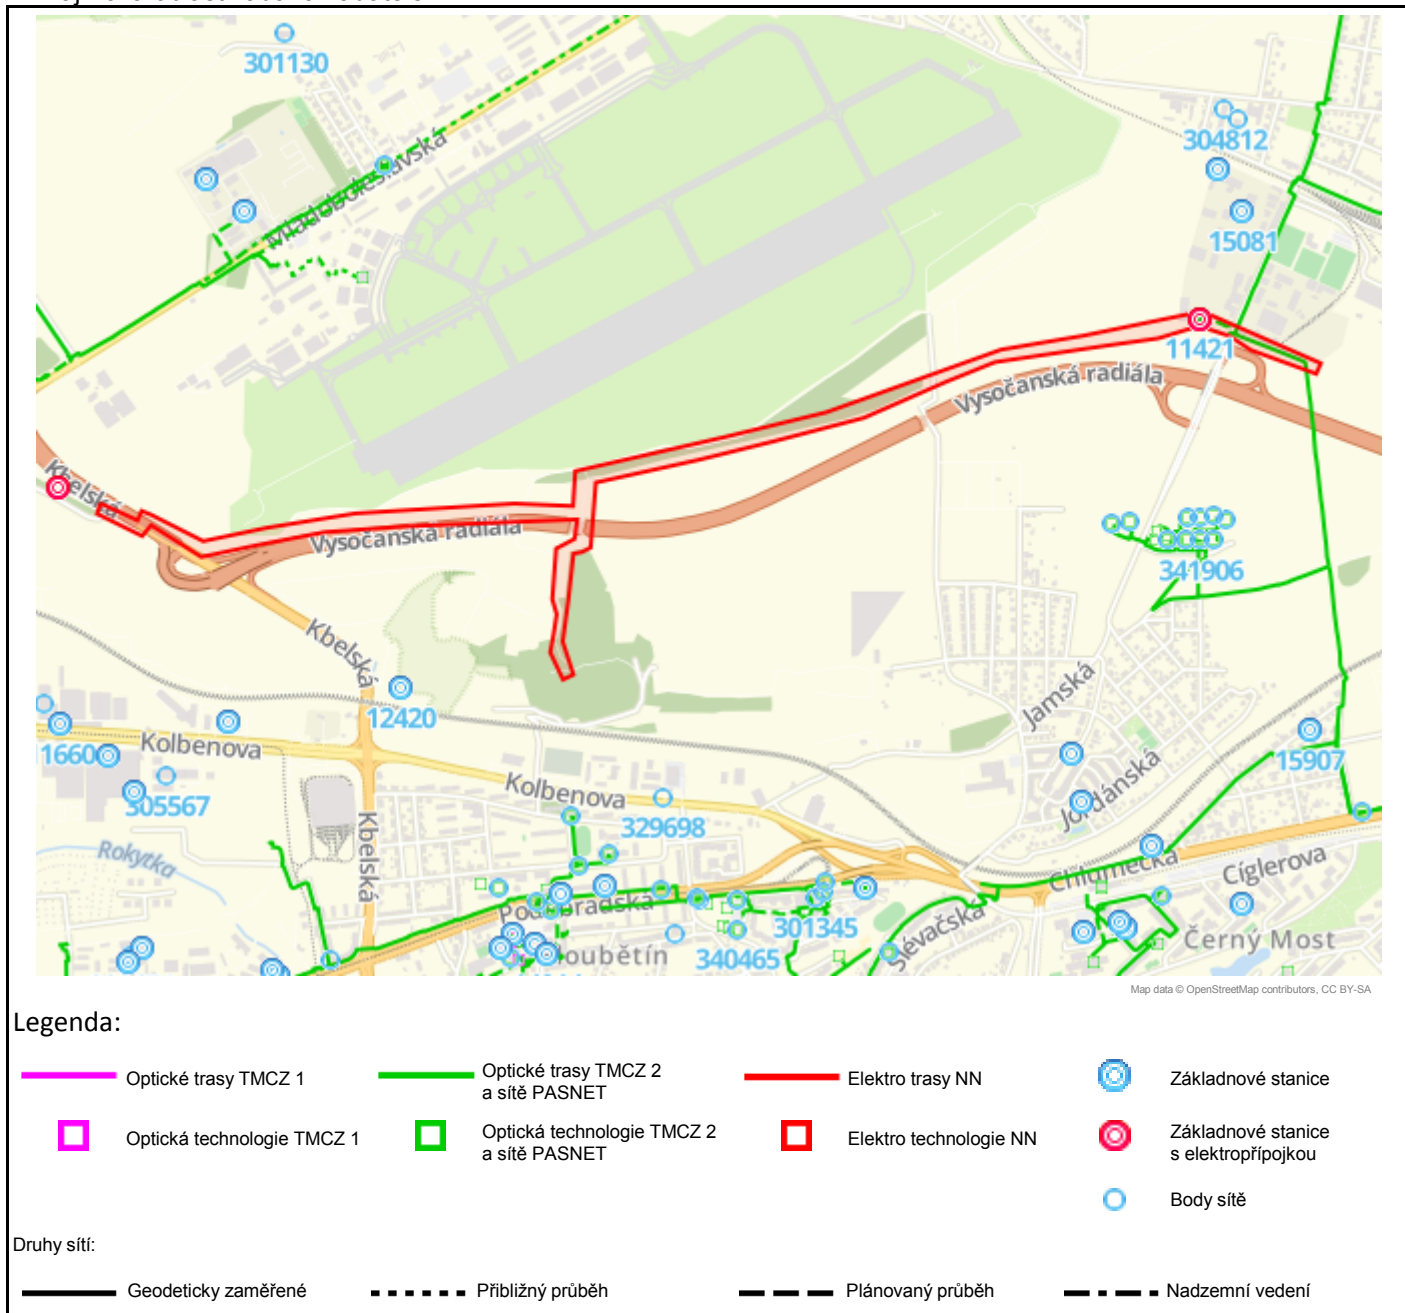 301130
Mladoboleslavská
304812
15081
11421
Vysočanská radiála
Kbelská
Vysočanská radiála
341906
Kbelská
12420
Jamská
11660
Kolbenova
15907
305567
Kolbenova
Jordánská
329698
Rokytka
Kbelská
Chlumecká
Cíglerova
Poděbradská
301345
Slévačská
Hloubětín
340465
Černý Most
Map data © OpenStreetMap contributors, CC BY-SA
Legenda:
Optické trasy TMCZ 1
Optické trasy TMCZ 2
a sítě PASNET
Elektro trasy NN
Základnové stanice
Optická technologie TMCZ 1
Optická technologie TMCZ 2
a sítě PASNET
Elektro technologie NN
Základnové stanice
s elektropřípojkou
Body sítě
Druhy sítí:
Geodeticky zaměřené
Přibližný průběh
Plánovaný průběh
Nadzemní vedení